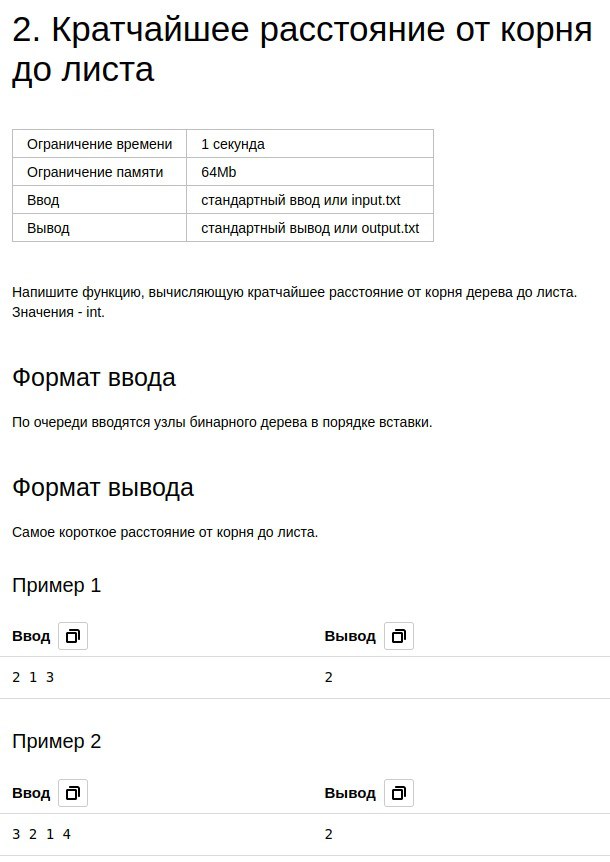 2. Кратчайшее расстояние от корня
до листа
Ограничение времени 1 секунда
Ограничение памяти 64Mb
Ввод стандартный ввод или input.txt
Вывод стандартный вывод или output.txt
Напишите функцию, вычисляющую кратчайшее расстояние от корня дерева до листа.
Значения - int.
Формат ввода
По очереди вводятся узлы бинарного дерева в порядке вставки.
Формат вывода
Самое короткое расстояние от корня до листа.
Пример 1
Ввод Вывод
2 1 3 2
Пример 2
Ввод Вывод
3 2 1 4 2